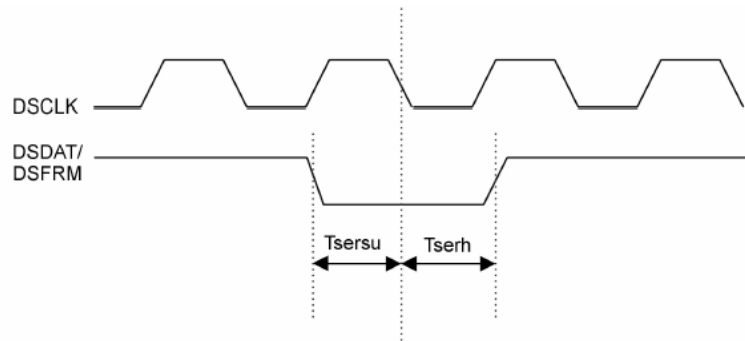 DSCLK
DSDAT/
DSFRM
Tsersu
Tserh